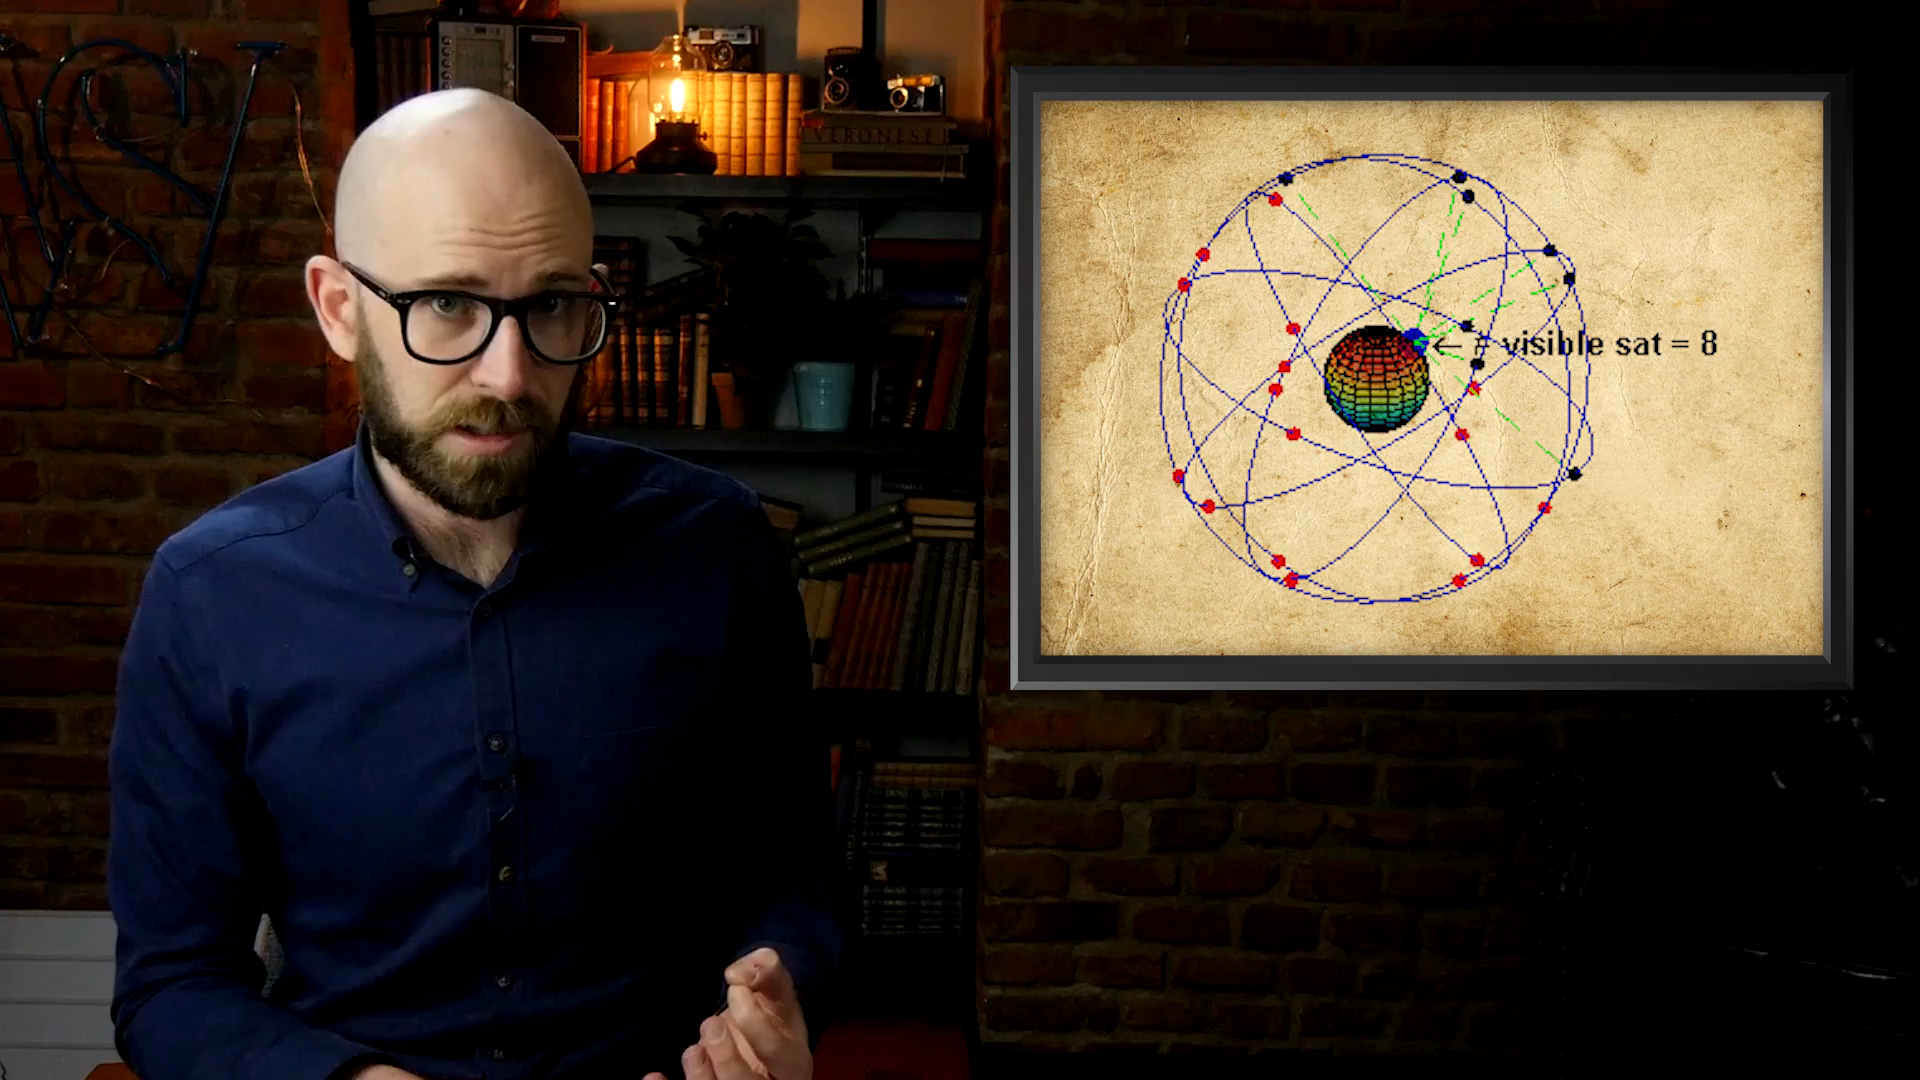 VERONESE
← # visible sat = 8